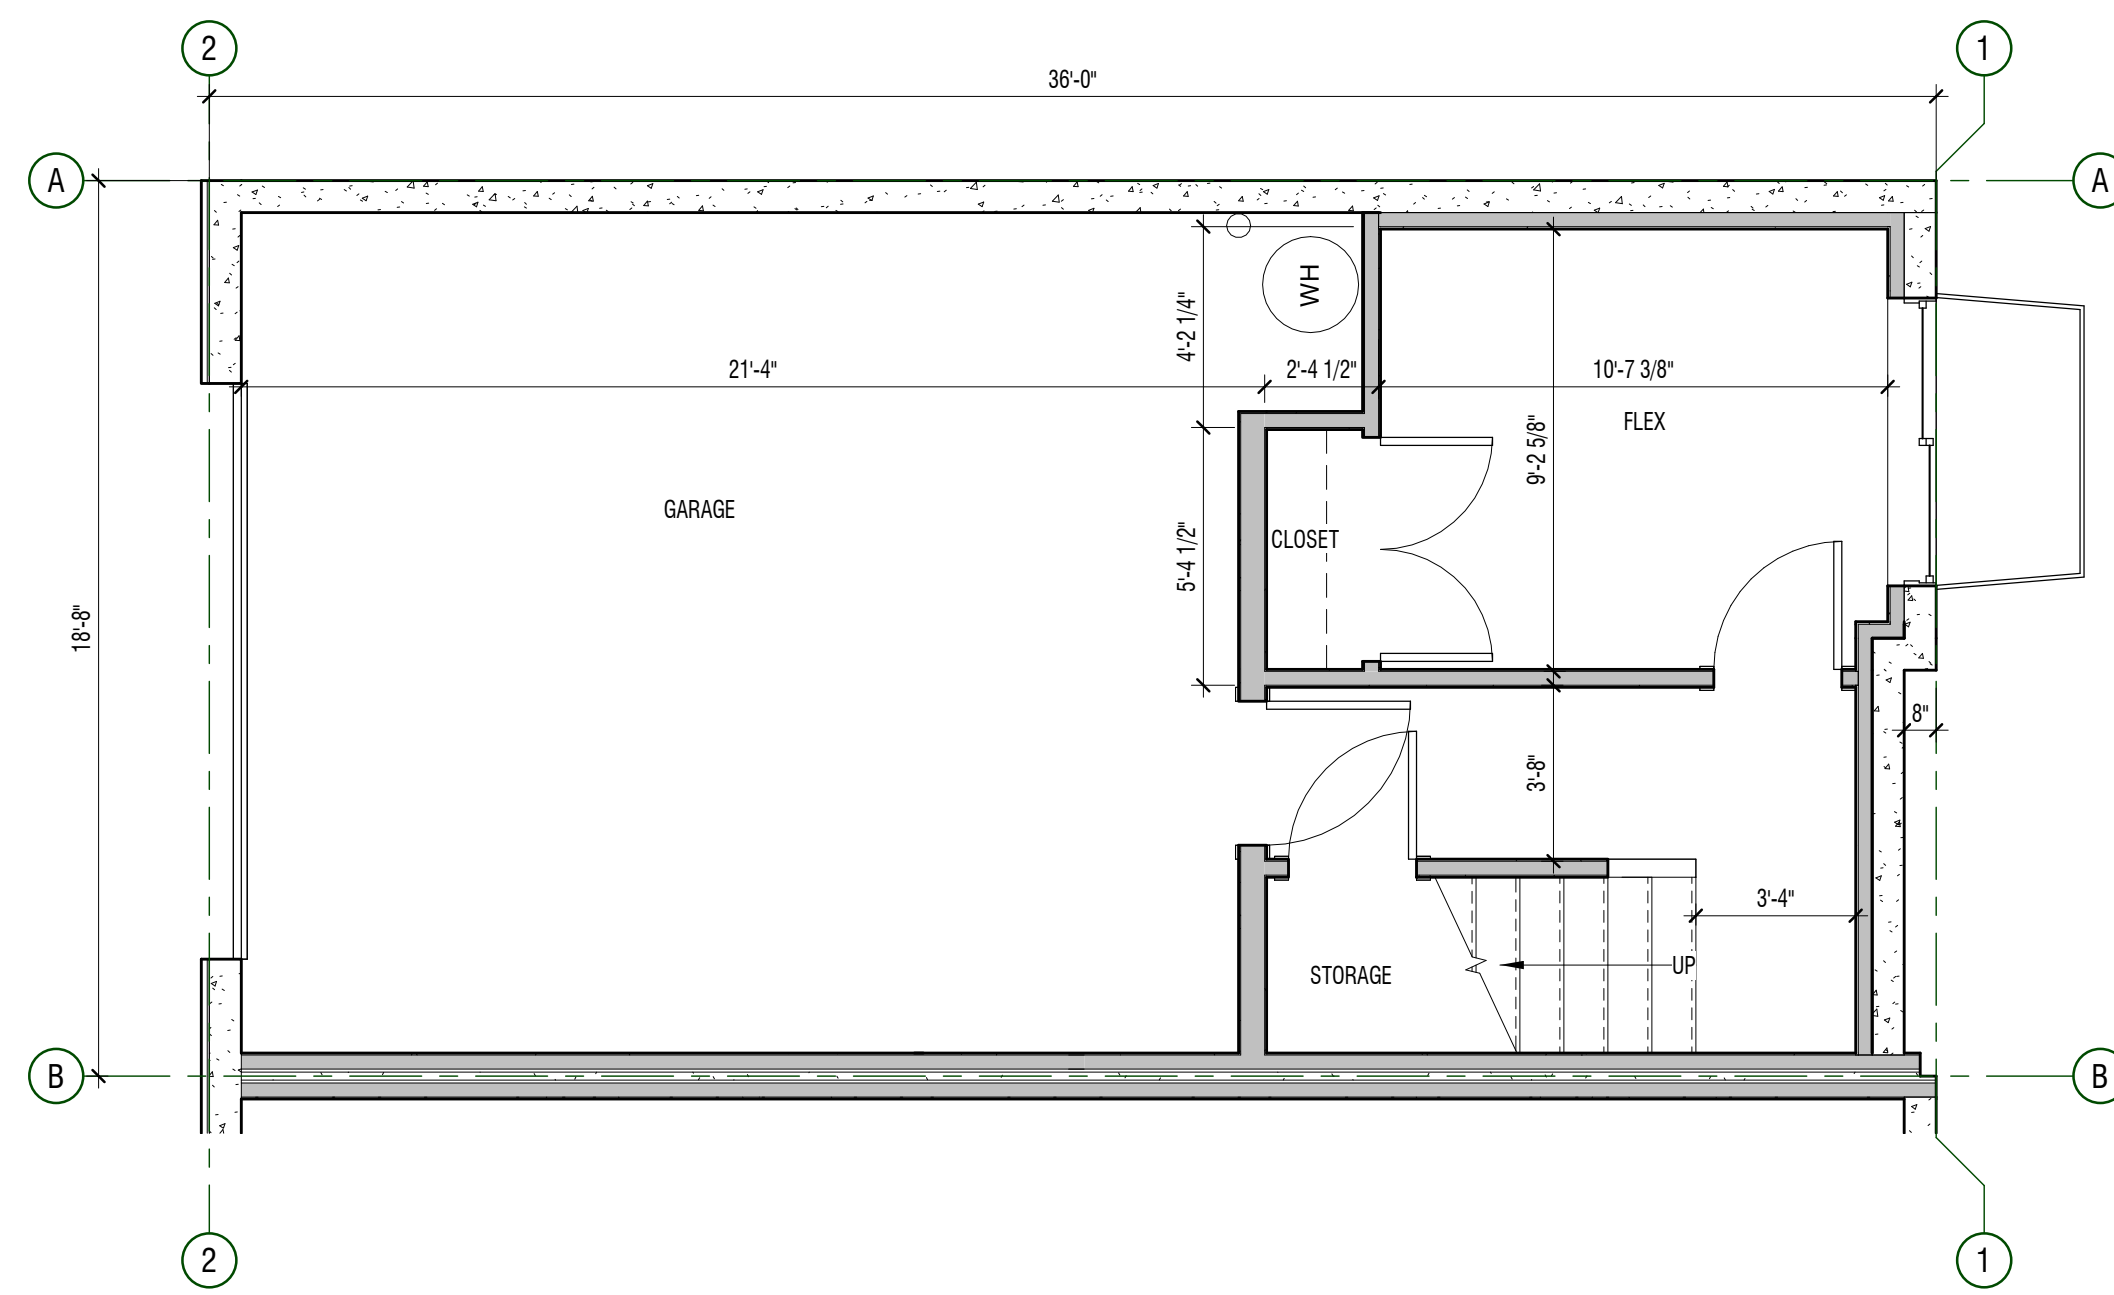 2
1
36'-0"
A
A
WH
4'-2 1/4"
21'-4"
2'-4 1/2"
10'-7 3/8"
FLEX
9'-2 5/8"
GARAGE
CLOSET
5'-4 1/2"
18'-8"
8"
3'-8"
3'-4"
UP
STORAGE
B
B
2
1